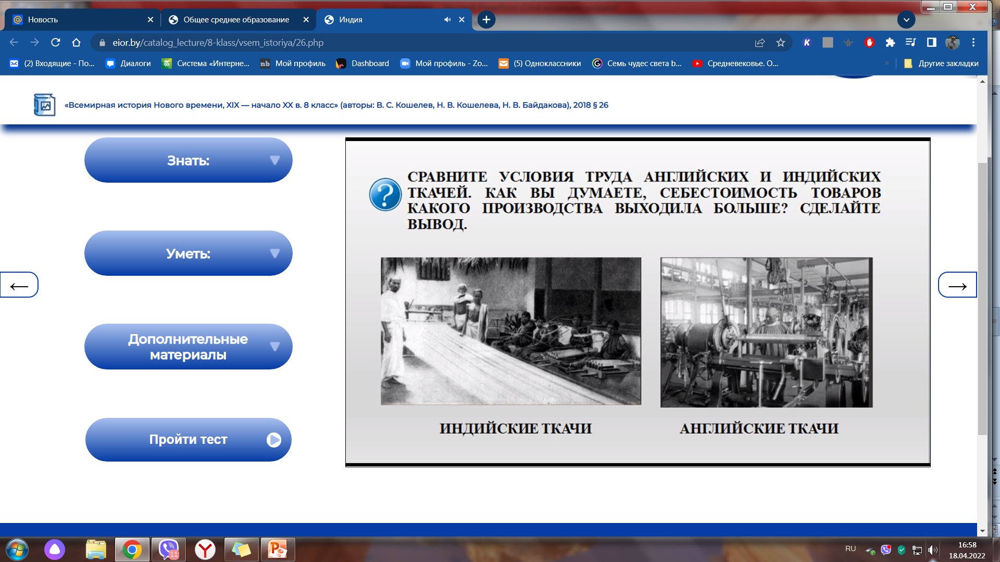 Новость
Общее среднее образование
Индия
eior.by/catalog_lecture/8-klass/vsem_istoriya/26.php
(2) Входящие - По...
Диалоги
Система «Интерне...
nb Мой профиль
Dashboard
Мой профиль - Zo...
(5) Одноклассники
Семь чудес света b...
Средневековье. О...
»
Другие закладки
«Всемирная история Нового времени, XIX — начало XX в. 8 класс» (авторы: В. С. Кошелев, Н. В. Кошелева, Н. В. Байдакова), 2018 § 26
Знать:
Уметь:
Дополнительные
материалы
Пройти тест
СРАВНИТЕ УСЛОВИЯ ТРУДА АНГЛИЙСКИХ И ИНДИЙСКИХ
ТКАЧЕЙ. КАК ВЫ ДУМАЕТЕ, СЕБЕСТОИМОСТЬ ТОВАРОВ
КАКОГО ПРОИЗВОДСТВА ВЫХОДИЛА БОЛЬШЕ? СДЕЛАЙТЕ
ВЫВОД.
ИНДИЙСКИЕ ТКАЧИ
АНГЛИЙСКИЕ ТКАЧИ
11
RU
16:58
18.04.2022